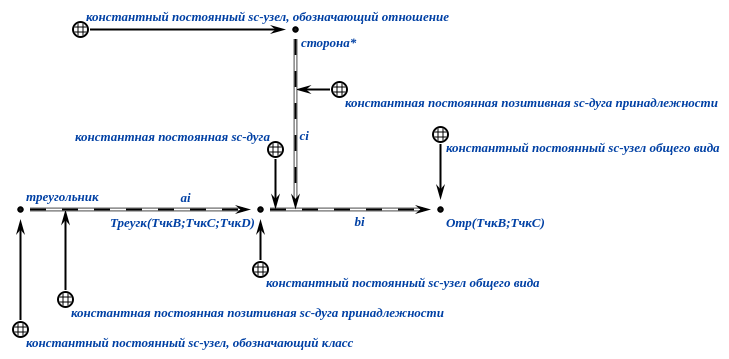 константный постоянный sc-узел, обозначающий отношение
сторона*
константная постоянная позитивная sc-дуга принадлежности
константная постоянная sc-дуга
ci
константный постоянный sc-узел общего вида
треугольник
ai
Треугк(ТчкВ;ТчкС;ТчкD)
bi
Отр(ТчкВ;ТчкС)
константный постоянный sc-узел общего вида
константная постоянная позитивная sc-дуга принадлежности
константный постоянный sc-узел, обозначающий класс